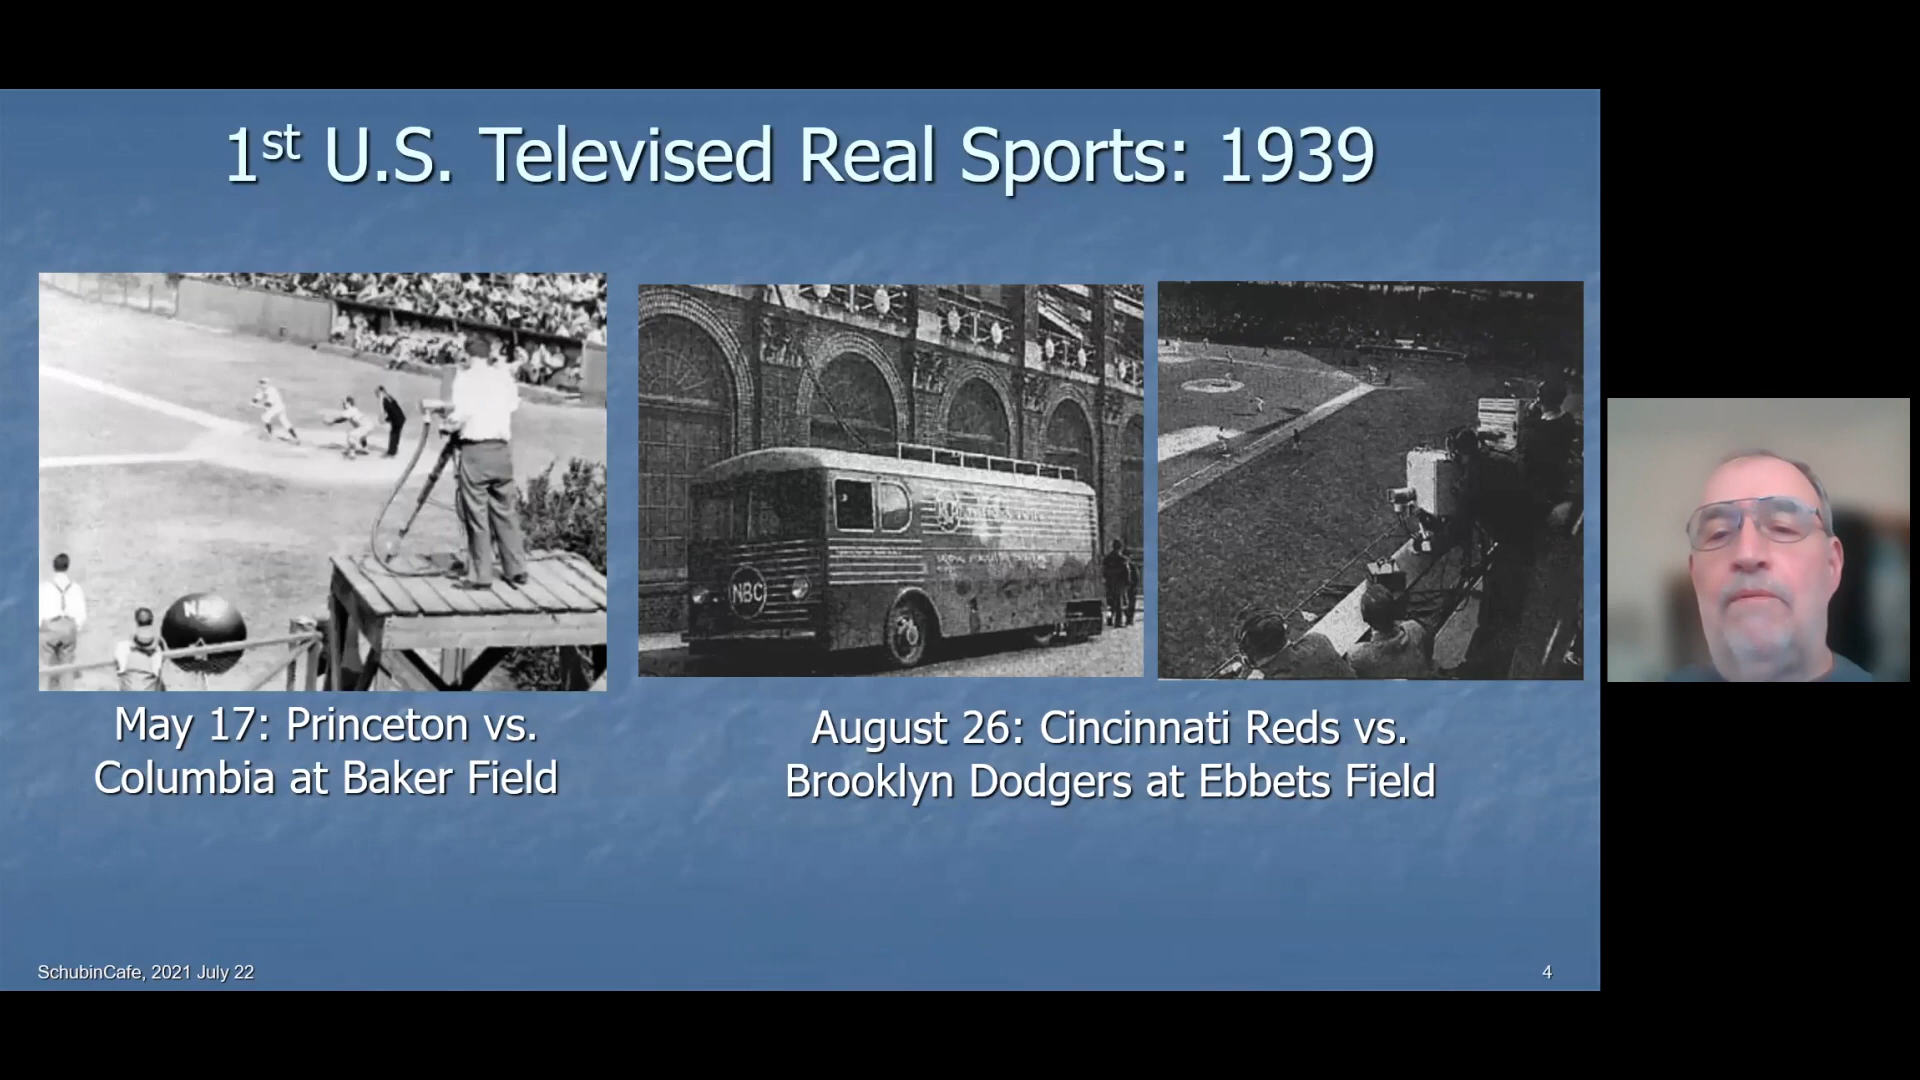 1st U.S. Televised Real Sports: 1939
NBC
May 17: Princeton vs.
Columbia at Baker Field
August 26: Cincinnati Reds vs.
Brooklyn Dodgers at Ebbets Field
SchubinCafe, 2021 July 22
4